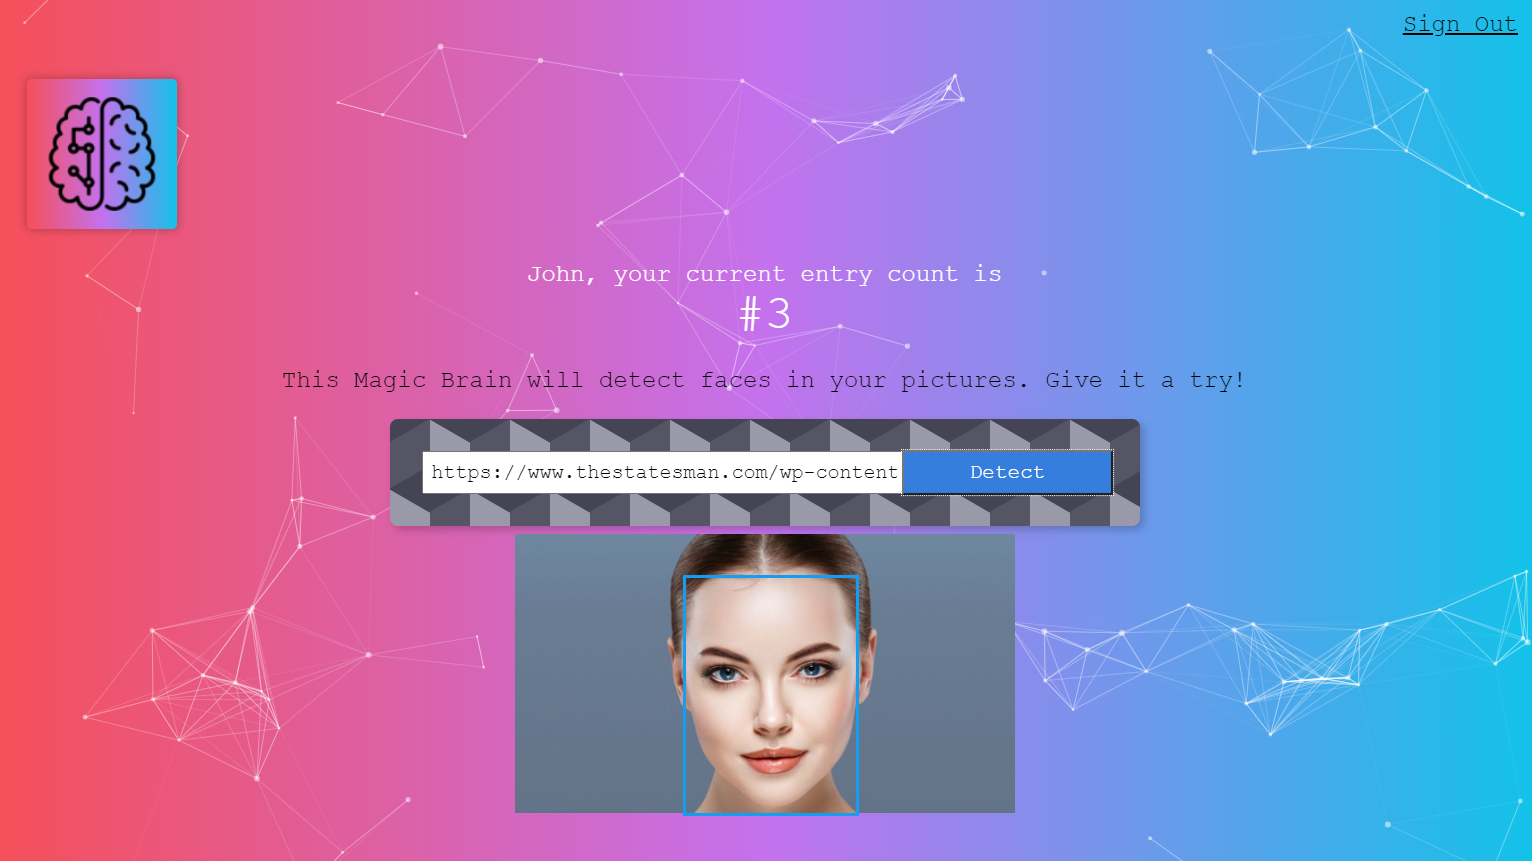 Sign Out
John, your current entry count is
#3
This Magic Brain will detect faces in your pictures. Give it a try!
https://www.thestatesman.com/wp-content
Detect